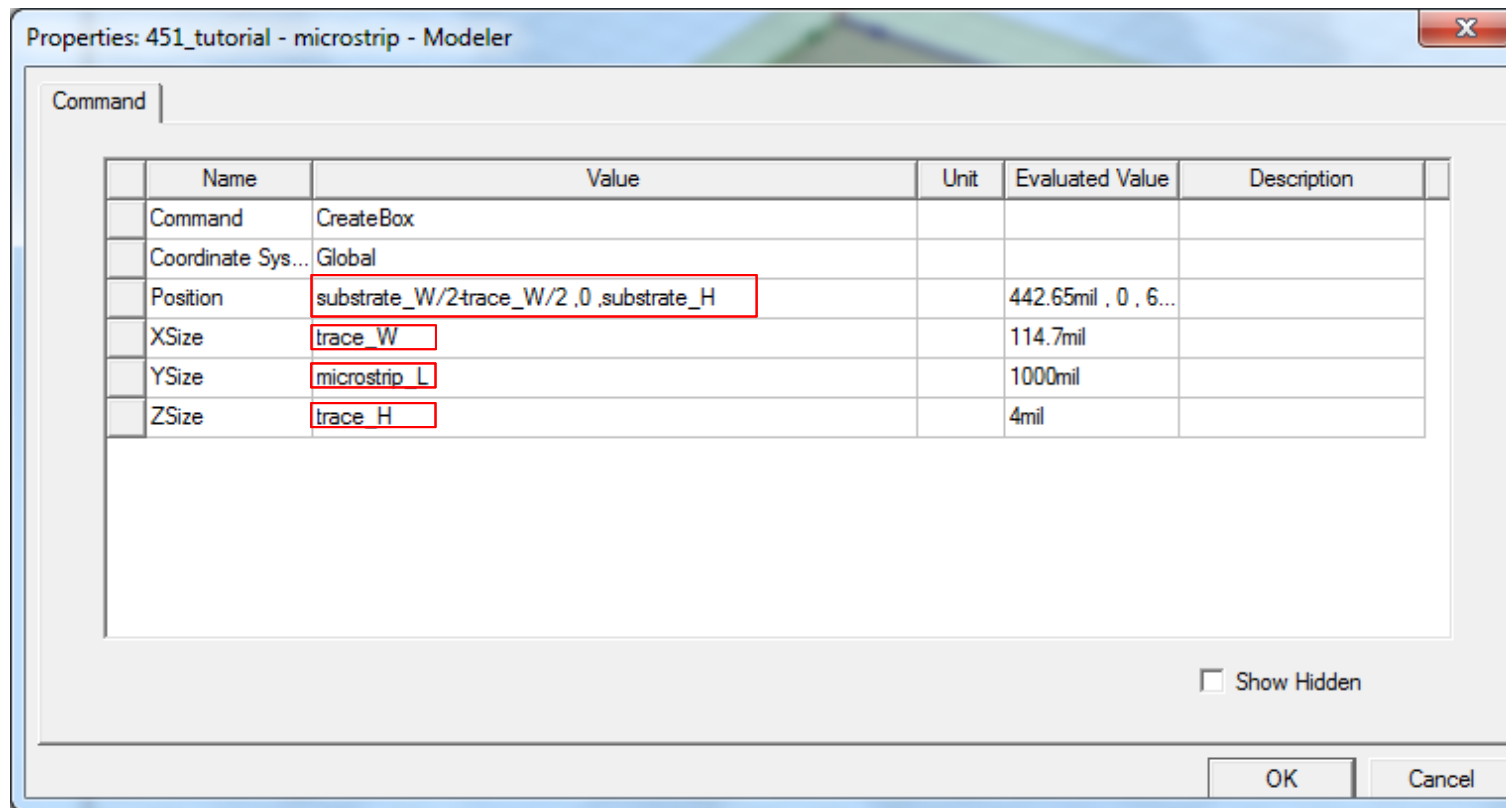 Properties: 451_tutorial - microstrip - Modeler
x
Command
Name Value Unit Evaluated Value Description
Command CreateBox
Coordinate Sys... Global
Position substrate_W/2-trace_W/2 ,0 ,substrate_H 442.65mil , 0 , 6...
XSize trace_W 114.7mil
YSize microstrip_L 1000mil
ZSize trace_H 4mil
Show Hidden
OK Cancel